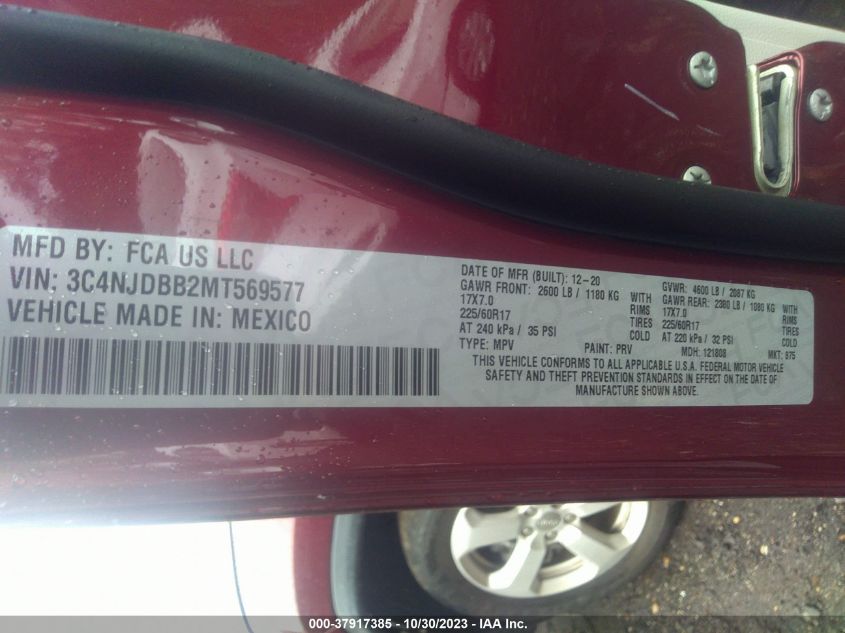 MFD BY: FCA US LLC
VIN: 3C4NJDBB2MT569577
VEHICLE MADE IN: MEXICO
DATE OF MFR (BUILT): 12-20 GVWR: 4600 LB / 2087 KG
GAWR FRONT: 2600 LB / 1180 KG WITH GAWR REAR: 2380 LB / 1080 KG WITH
17X7.0 RIMS 17X7.0 RIMS
225/60R17 TIRES 225/60R17 TIRES
AT 240 kPa / 35 PSI COLD AT 220 kPa / 32 PSI COLD
TYPE: MPV PAINT: PRV MDH: 121808 MKT: 875
THIS VEHICLE CONFORMS TO ALL APPLICABLE U.S.A. FEDERAL MOTOR VEHICLE
SAFETY AND THEFT PREVENTION STANDARDS IN EFFECT ON THE DATE OF
MANUFACTURE SHOWN ABOVE.
000-37917385 - 10/30/2023 - IAA Inc.